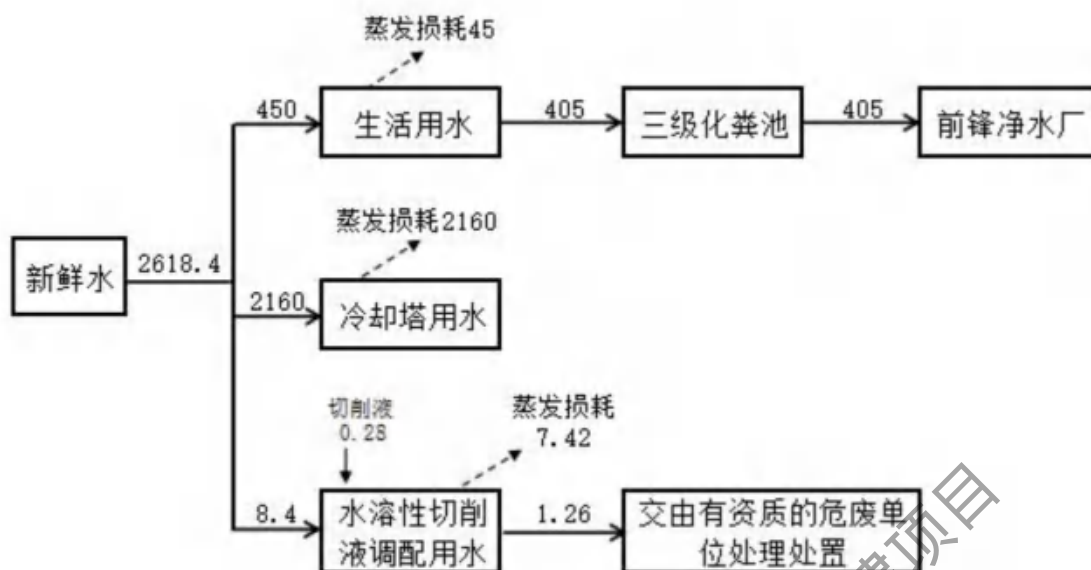 蒸发损耗45
450
生活用水
405
三级化粪池
405
前锋净水厂
蒸发损耗2160
新鲜水
2618.4
2160
冷却塔用水
切削液
0.28
蒸发损耗
7.42
8.4
水溶性切削
液调配用水
1.26
交由有资质的危废单
位处理处置
建项目